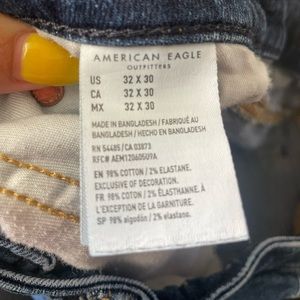 AMERICAN EAGLE
OUTFITTERS
US 32 X 30
CA 32 X 30
MX 32 X 30
MADE IN BANGLADESH / FABRIQUÉ AU
BANGLADESH / HECHO EN BANGLADESH
RN 54485 / CA 03873
RFC# AEM120605U9A
EN 98% COTTON / 2% ELASTANE.
EXCLUSIVE OF DECORATION.
FR 98% COTON / 2% ELASTANE.
L'EXCEPTION DE LA GARNITURE.
SP 98% algodón / 2% elastane.